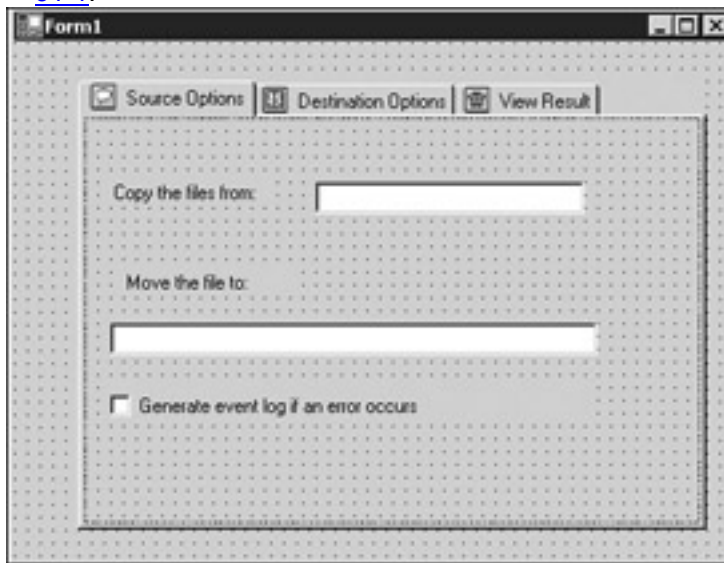 Form1
Source Options Destination Options View Result
Copy the files from:
Move the file to:
Generate event log if an error occurs